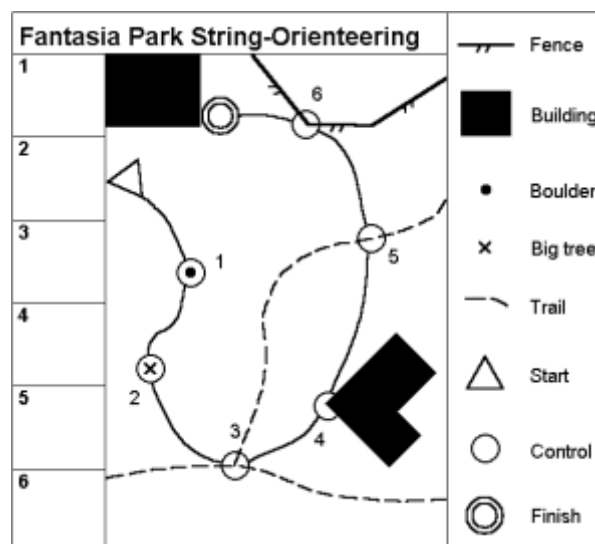 Fantasia Park String-Orienteering
1
2
3
4
5
6
6
5
1
2
3
4
Fence
Building
Boulder
Big tree
Trail
Start
Control
Finish